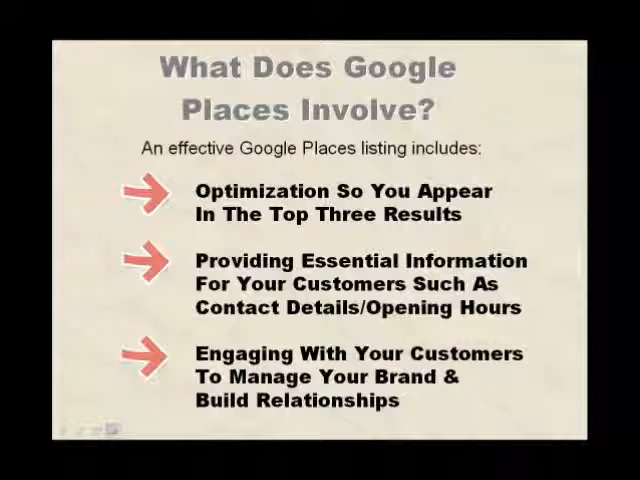 What Does Google
Places Involve?
An effective Google Places listing includes:
Optimization So You Appear
In The Top Three Results
Providing Essential Information
For Your Customers Such As
Contact Details/Opening Hours
Engaging With Your Customers
To Manage Your Brand &
Build Relationships